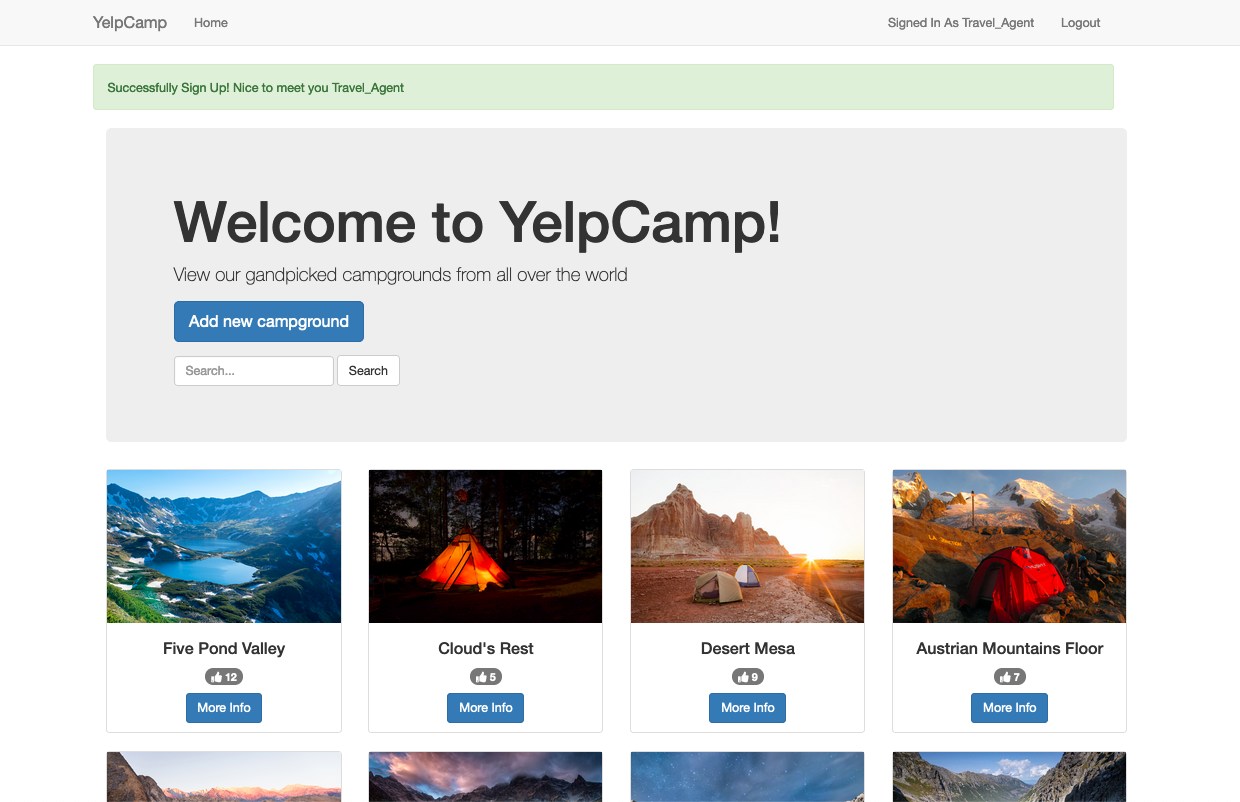 YelpCamp Home Signed In As Travel_Agent Logout
Successfully Sign Up! Nice to meet you Travel_Agent
Welcome to YelpCamp!
View our gandpicked campgrounds from all over the world
Add new campground
Search... Search
LA JONCTION
Five Pond Valley Cloud's Rest Desert Mesa Austrian Mountains Floor
12 5 9 7
More Info More Info More Info More Info